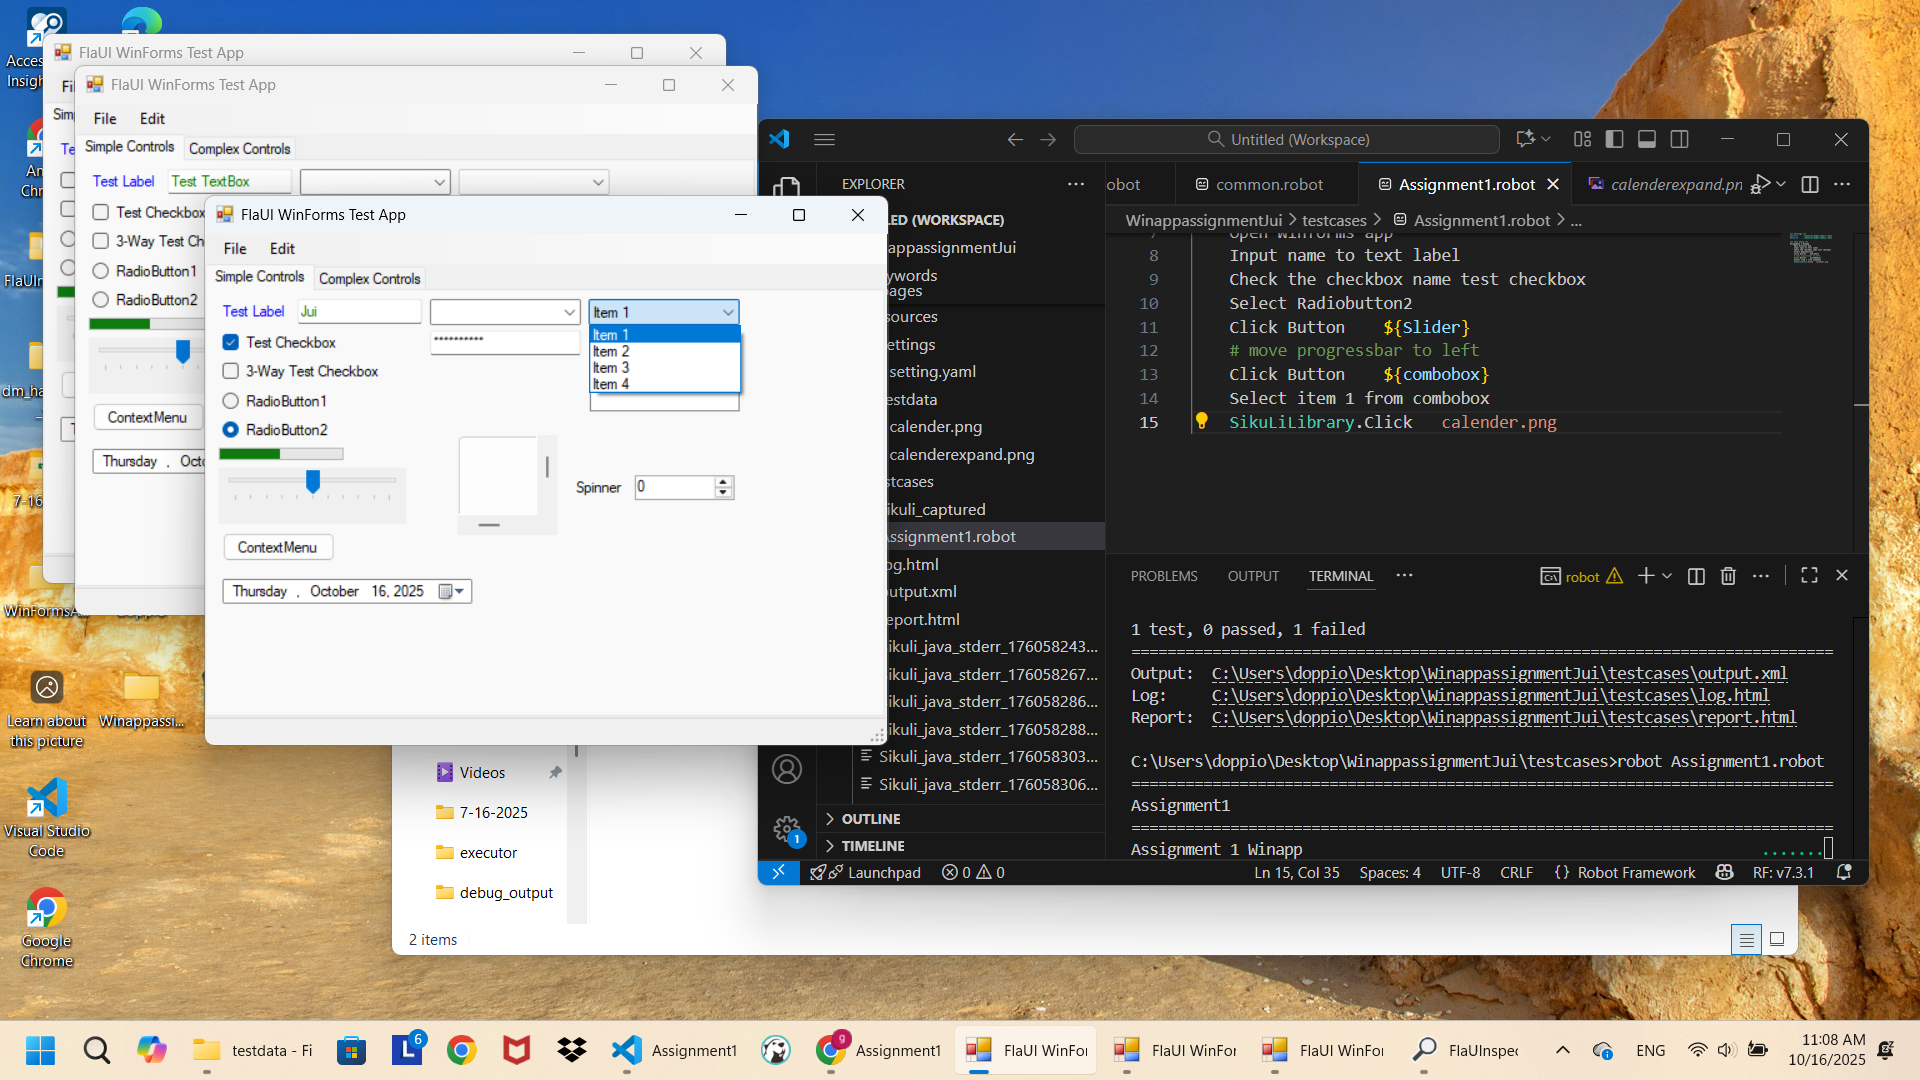 Acces
Insigh
FlaUI WinForms Test App
FlaUI WinForms Test App
File Edit
Simple Controls Complex Controls
Test Label Test TextBox
Test Checkbox
3-Way Test Ch
RadioButton1
RadioButton2
ContextMenu
Thursday , Octo
FlaUI WinForms Test App
File Edit
Simple Controls Complex Controls
Test Label Jui Item 1
Item 1
Item 2
Item 3
Item 4
Test Checkbox **********
3-Way Test Checkbox
RadioButton1
RadioButton2
Spinner 0
ContextMenu
Thursday , October 16, 2025
Learn about
this picture
Winappassi...
Visual Studio
Code
Google
Chrome
Videos
7-16-2025
executor
debug_output
2 items
Untitled (Workspace)
EXPLORER
LED (WORKSPACE)
appassignmentJui
ywords
ages
sources
ettings
setting.yaml
estdata
calender.png
calenderexpand.png
stcases
ikuli_captured
ssignment1.robot
og.html
utput.xml
eport.html
ikuli_java_stderr_176058243...
ikuli_java_stderr_176058267...
ikuli_java_stderr_176058286...
ikuli_java_stderr_176058288...
Sikuli_java_stderr_176058303...
Sikuli_java_stderr_176058306...
OUTLINE
TIMELINE
obot common.robot Assignment1.robot calenderexpand.pn
WinappassignmentJui > testcases > Assignment1.robot > ...
7 Open Winforms app
8 Input name to text label
9 Check the checkbox name test checkbox
10 Select Radiobutton2
11 Click Button ${Slider}
12 # move progressbar to left
13 Click Button ${combobox}
14 Select item 1 from combobox
15 SikuLiLibrary.Click calender.png
PROBLEMS OUTPUT TERMINAL ... robot
1 test, 0 passed, 1 failed
==============================================================================
Output: C:\Users\doppio\Desktop\WinappassignmentJui\testcases\output.xml
Log: C:\Users\doppio\Desktop\WinappassignmentJui\testcases\log.html
Report: C:\Users\doppio\Desktop\WinappassignmentJui\testcases\report.html
C:\Users\doppio\Desktop\WinappassignmentJui\testcases>robot Assignment1.robot
==============================================================================
Assignment1
==============================================================================
Assignment 1 Winapp .......
1
Launchpad 0 0 Ln 15, Col 35 Spaces: 4 UTF-8 CRLF {} Robot Framework RF: v7.3.1
testdata - Fi
6
Assignment1
g
Assignment1
FlaUI WinFor
FlaUI WinFor
FlaUI WinFor
FlaUInspec
ENG
11:08 AM
10/16/2025